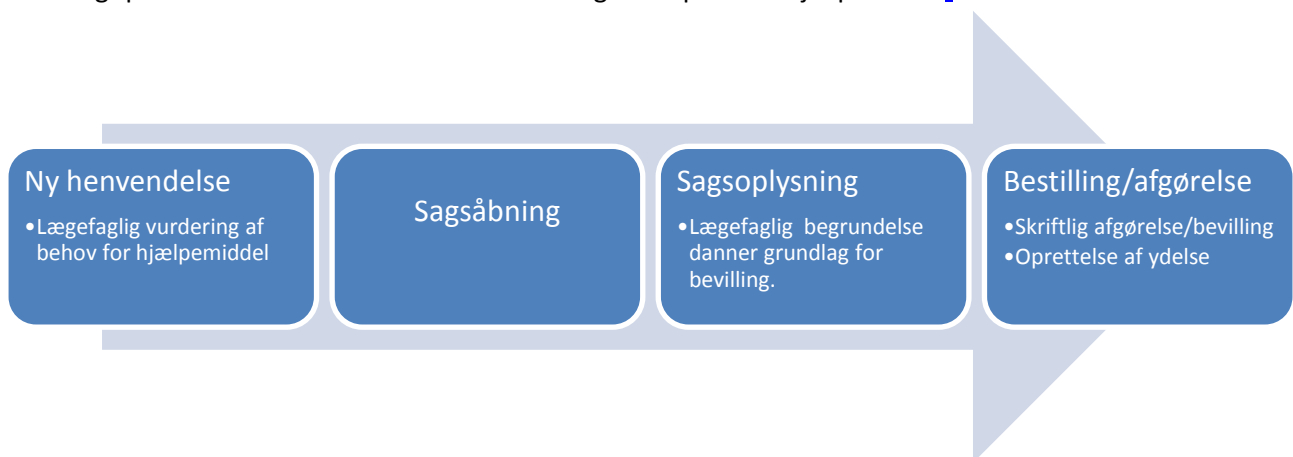 Ny henvendelse
•Lægefaglig vurdering af
behov for hjælpemiddel
Sagsåbning
Sagsoplysning
•Lægefaglig begrundelse
danner grundlag for
bevilling.
Bestilling/afgørelse
•Skriftlig afgørelse/bevilling
•Oprettelse af ydelse